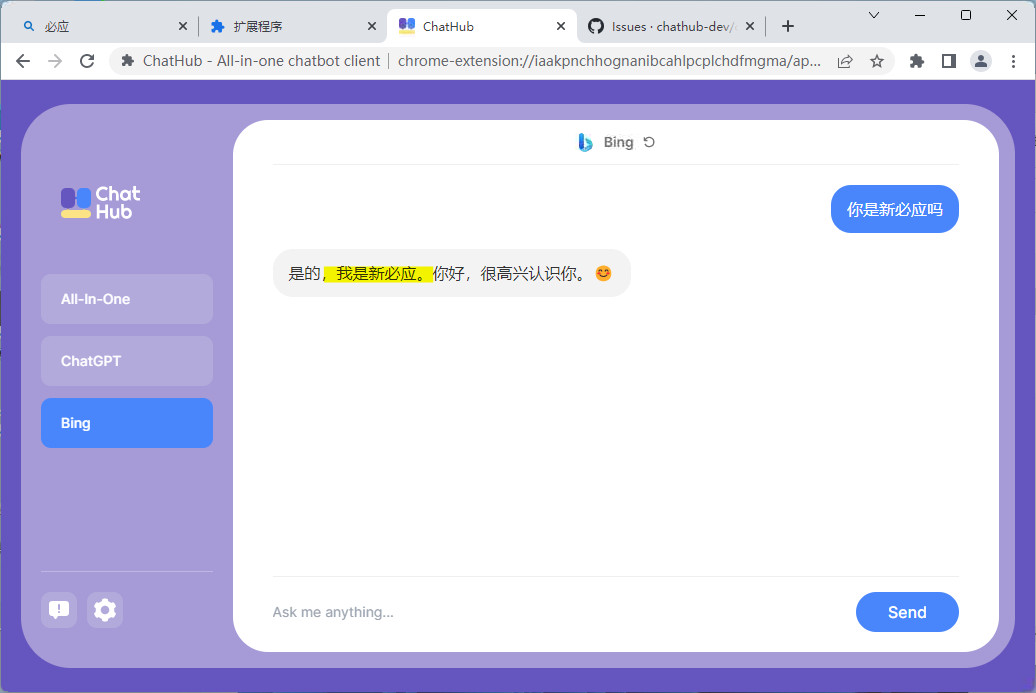 必应
扩展程序
ChatHub
Issues · chathub-dev/
ChatHub - All-in-one chatbot client
chrome-extension://iaakpnchhognanibcahlpcplchdfmgma/ap...
Chat
Hub
All-In-One
ChatGPT
Bing
Bing
你是新必应吗
是的，我是新必应。你好，很高兴认识你。😊
Ask me anything...
Send